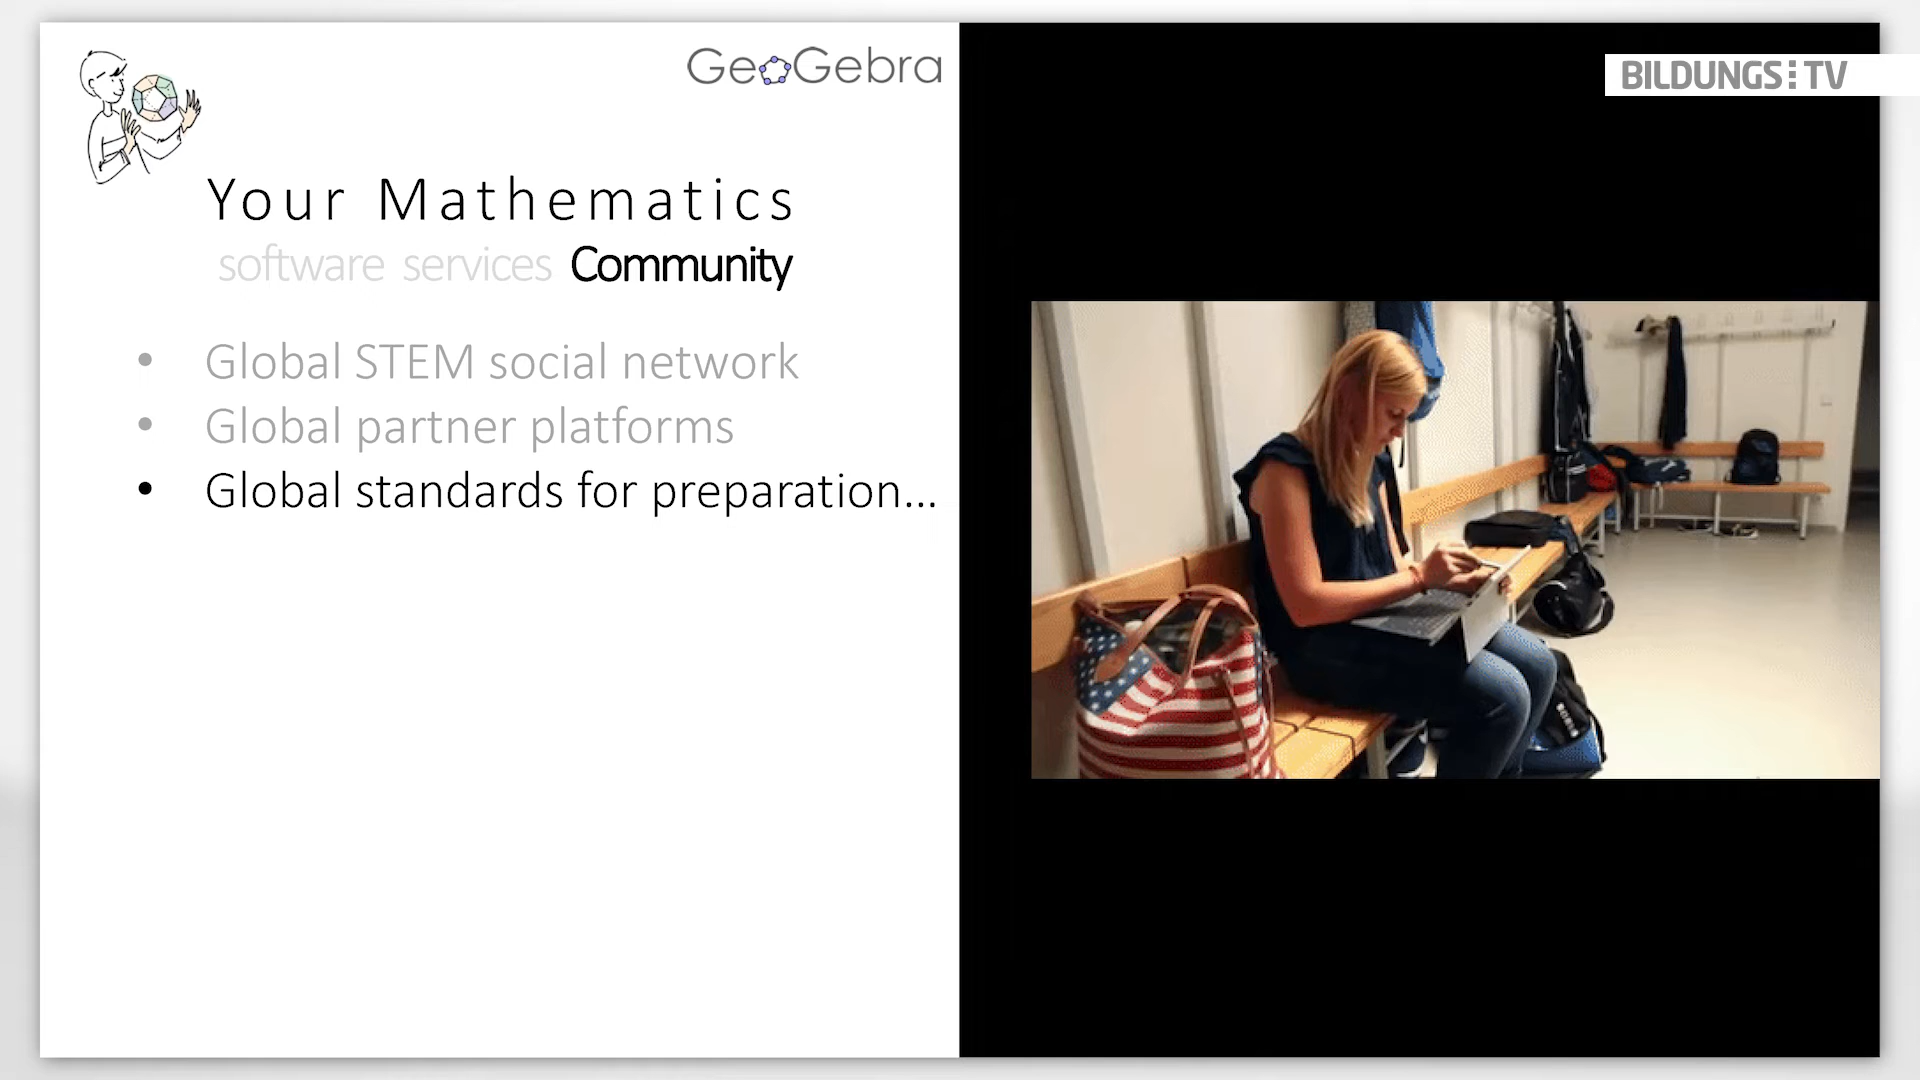 GeoGebra
BILDUNGS:TV
Your Mathematics
software services Community
• Global STEM social network
• Global partner platforms
• Global standards for preparation...